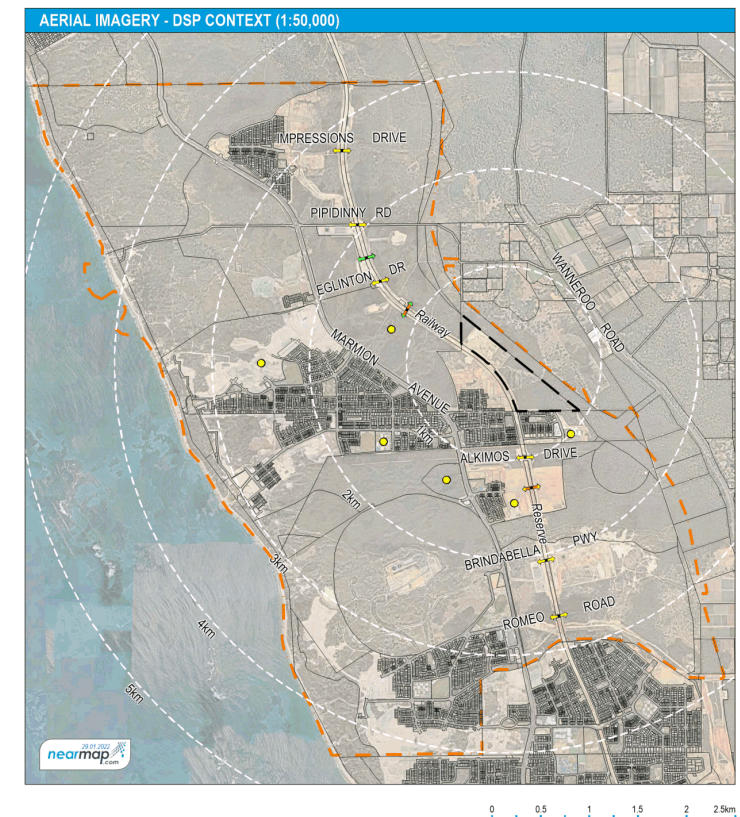 AERIAL IMAGERY - DSP CONTEXT (1:50,000)
IMPRESSIONS DRIVE
PIPIDINNY RD
EGLINTON DR
WANNEROO ROAD
Railway
MARMION AVENUE
1km
ALKIMOS DRIVE
2km
Reserve
BRINDABELLA PWY
3km
ROMEO ROAD
4km
5km
29.01.2022
nearmap
.com
0 0.5 1 1.5 2 2.5km